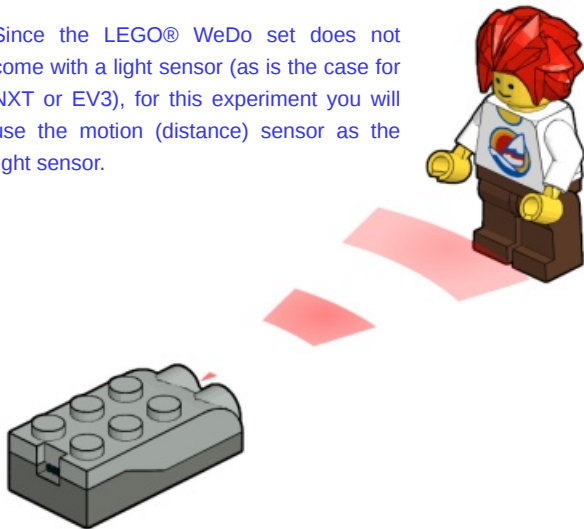 Since the LEGO® WeDo set does not
come with a light sensor (as is the case for
NXT or EV3), for this experiment you will
use the motion (distance) sensor as the
light sensor.